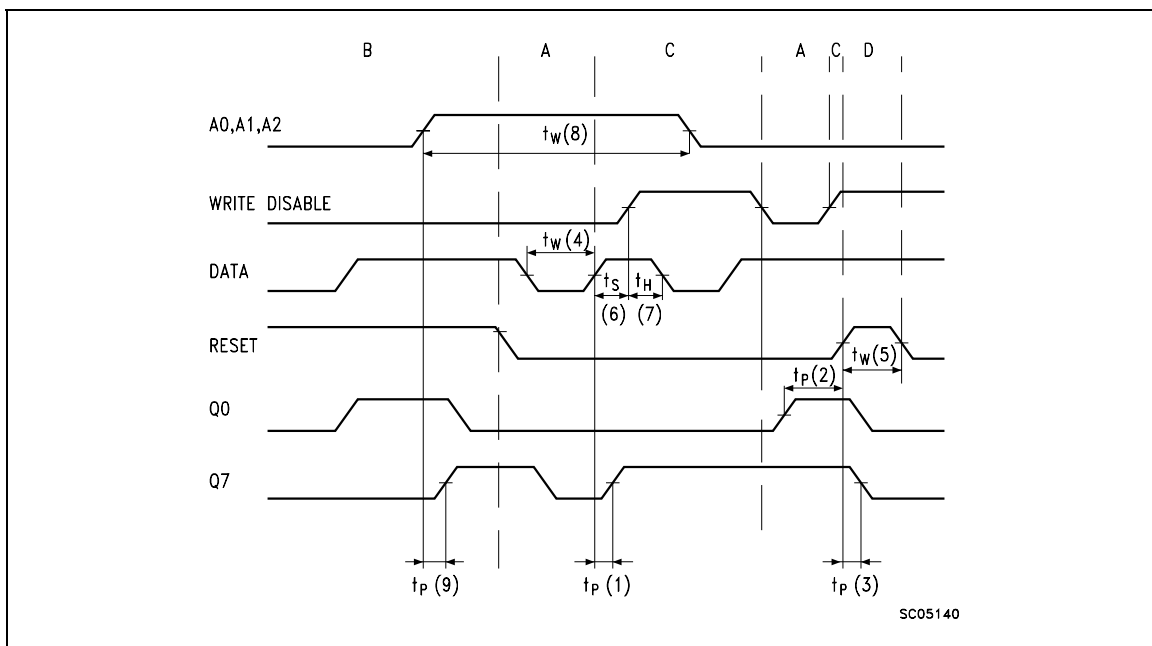 B A C A C D
A0,A1,A2
tW(8)
WRITE DISABLE
tW(4)
DATA
tS tH
(6) (7)
RESET
tW(5)
tP(2)
Q0
Q7
tP(9) tP(1) tP(3)
SC05140